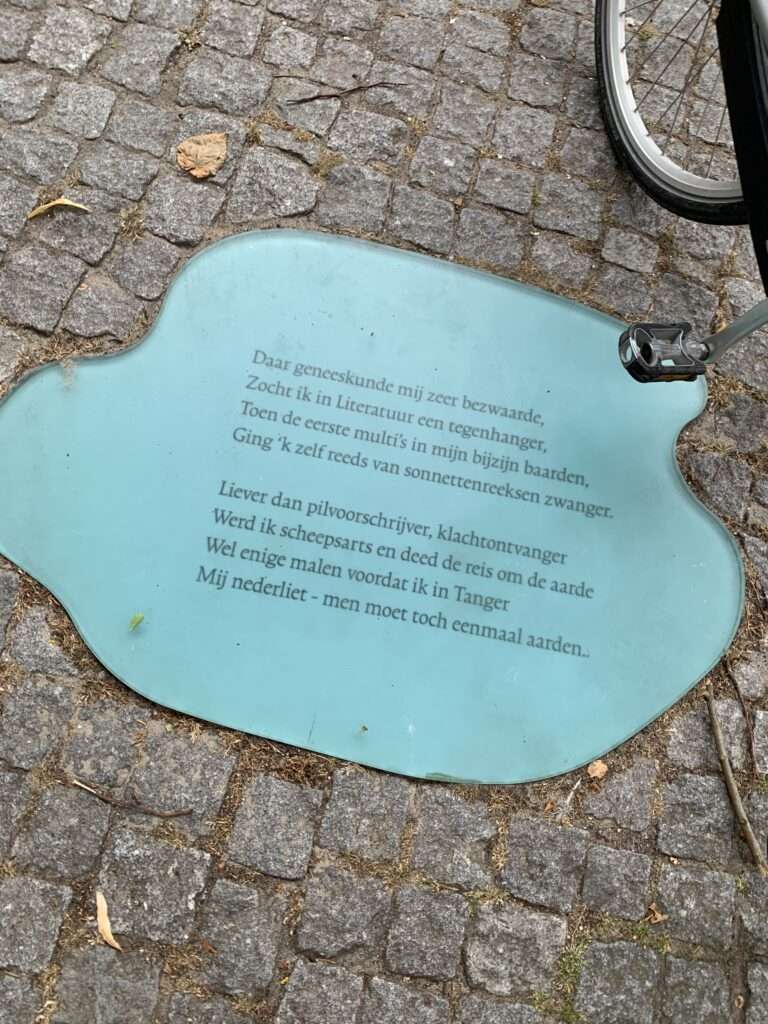 Daar geneeskunde mij zeer bezwaarde,
Zocht ik in Literatuur een tegenhanger,
Toen de eerste multi's in mijn bijzijn baarden,
Ging 'k zelf reeds van sonnettenreeksen zwanger.
Liever dan pilvoorschrijver, klachtontvanger
Werd ik scheepsarts en deed de reis om de aarde
Wel enige malen voordat ik in Tanger
Mij nederliet - men moet toch eenmaal aarden..